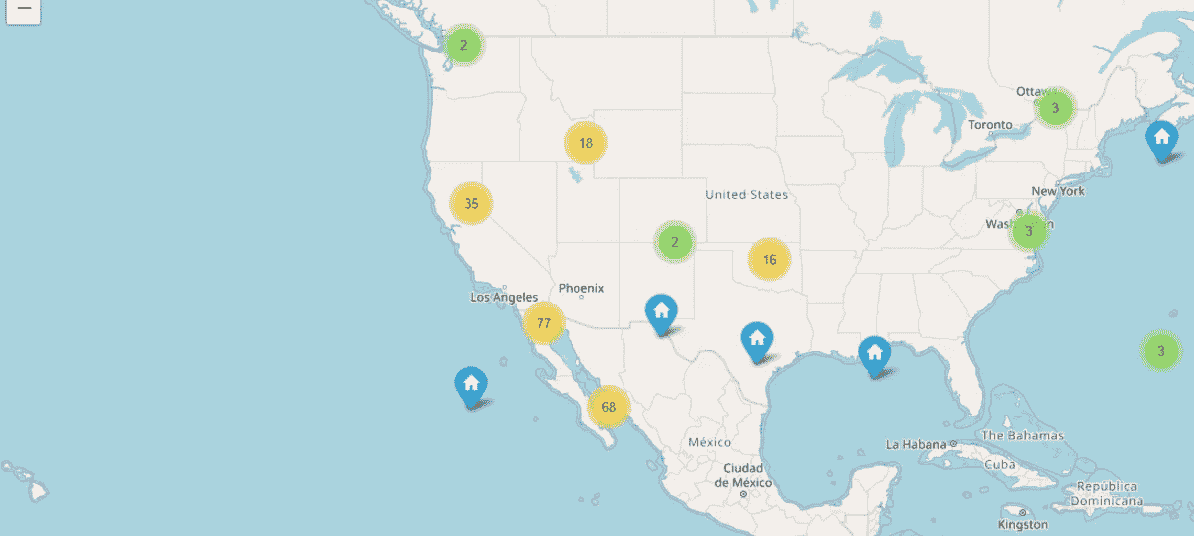 2
Ottawa
3
Toronto
18
United States
New York
35
Washington
3
2
16
Phoenix
Los Angeles
77
3
68
México
La Habana
The Bahamas
Cuba
Ciudad
de México
República
Dominicana
Kingston